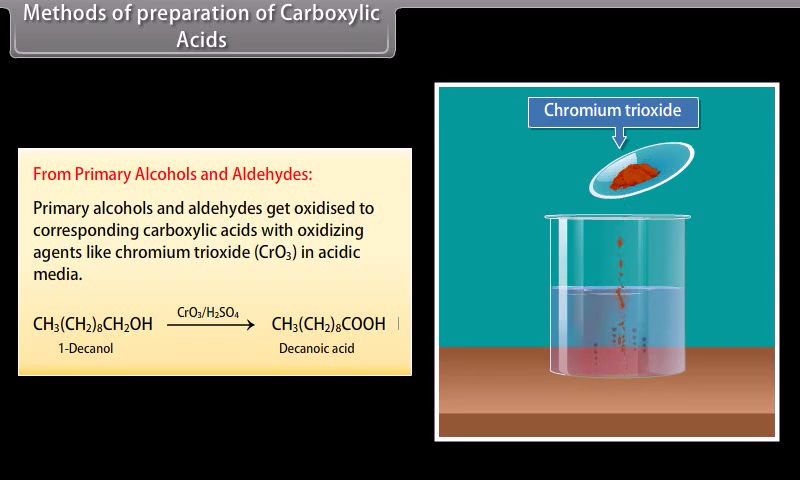 Methods of preparation of Carboxylic
Acids
Chromium trioxide
From Primary Alcohols and Aldehydes:
Primary alcohols and aldehydes get oxidised to
corresponding carboxylic acids with oxidizing
agents like chromium trioxide (CrO₃) in acidic
media.
CrO₃/H₂SO₄
CH₃(CH₂)₈CH₂OH CH₃(CH₂)₈COOH
1-Decanol Decanoic acid